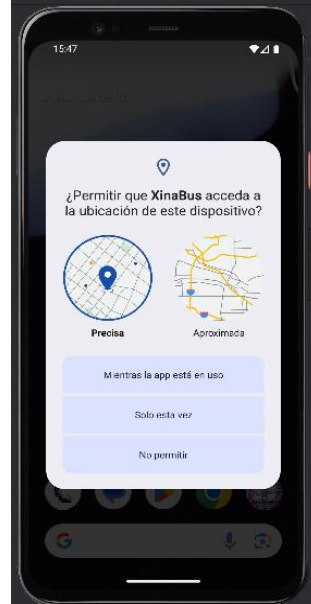 15:47
¿Permitir que XinaBus acceda a
la ubicación de este dispositivo?
Precisa
Aproximada
Mientras la app está en uso
Solo esta vez
No permitir